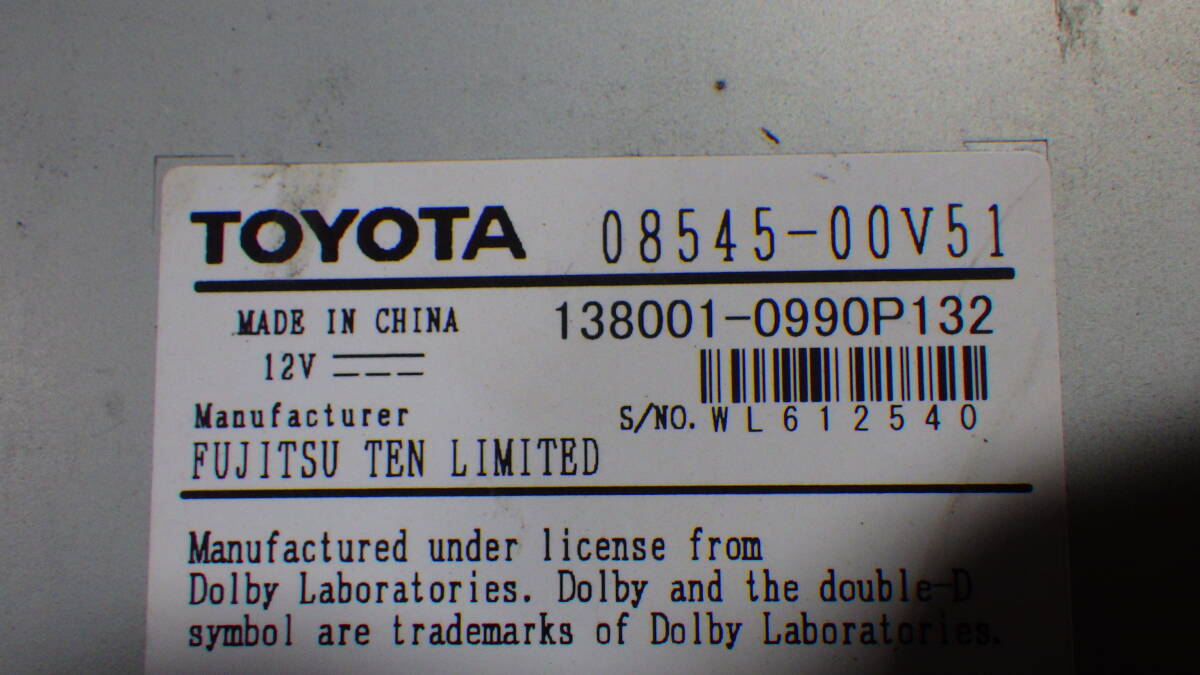 TOYOTA 08545-00V51
MADE IN CHINA 138001-0990P132
12V
Manufacturer S/NO. WL612540
FUJITSU TEN LIMITED
Manufactured under license from
Dolby Laboratories. Dolby and the double-D
symbol are trademarks of Dolby Laboratories.